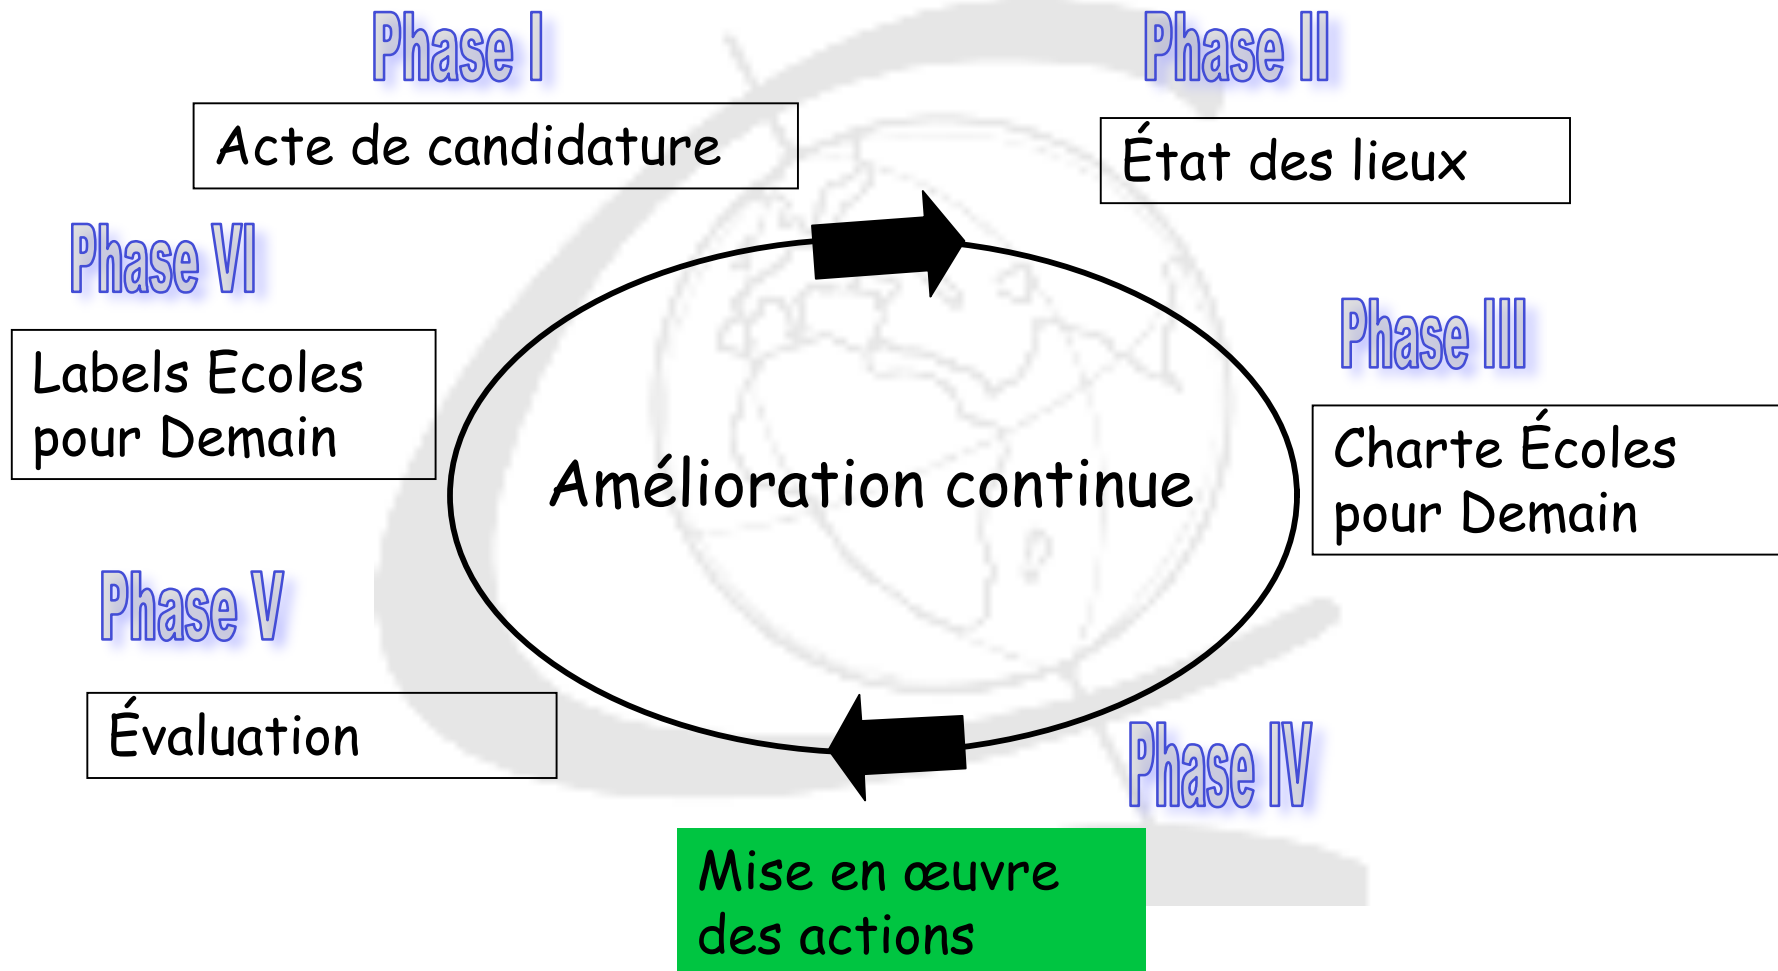 Phase I
Acte de candidature
Phase II
État des lieux
Phase III
Charte Écoles
pour Demain
Phase IV
Mise en œuvre
des actions
Phase V
Évaluation
Phase VI
Labels Ecoles
pour Demain
Amélioration continue